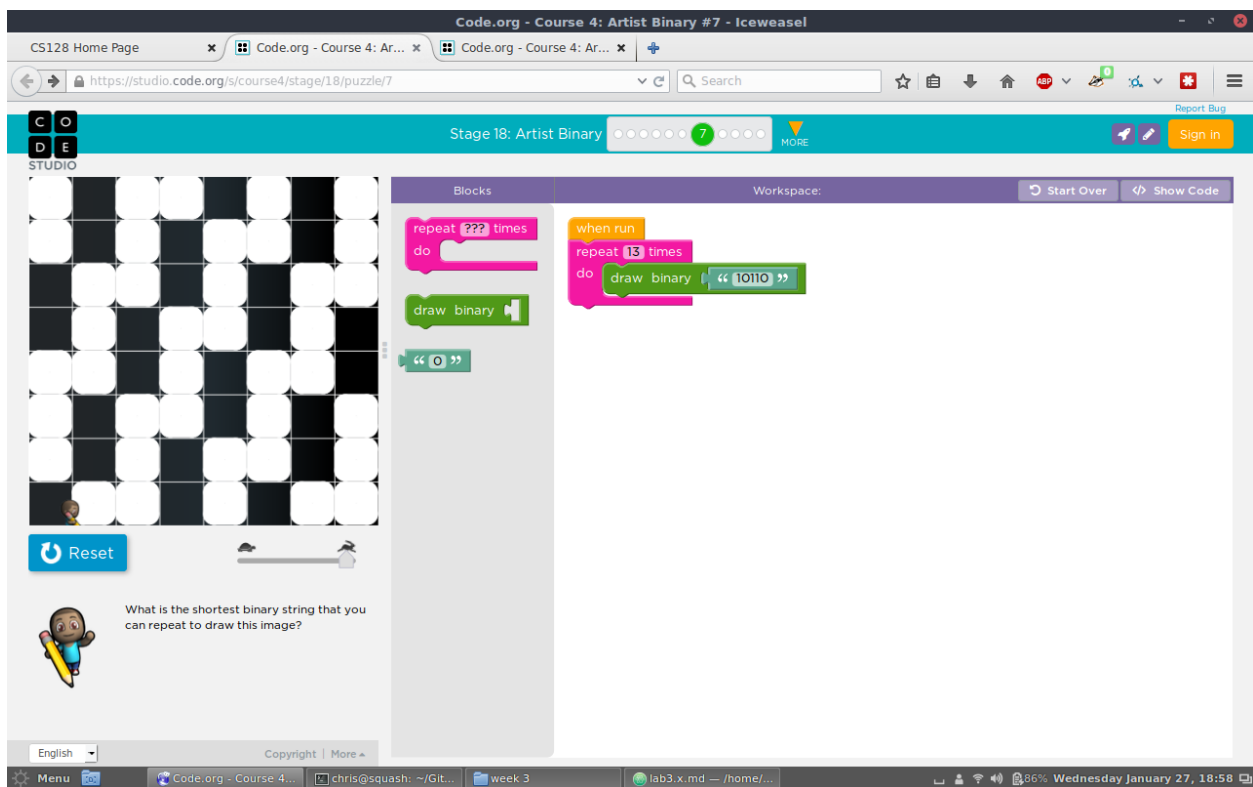 Code.org - Course 4: Artist Binary #7 - Iceweasel
CS128 Home Page
Code.org - Course 4: Ar...
Code.org - Course 4: Ar...
https://studio.code.org/s/course4/stage/18/puzzle/7
Search
ABP
0
Report Bug
C O
D E
STUDIO
Stage 18: Artist Binary
7
MORE
Sign in
Blocks
Workspace:
Start Over
Show Code
repeat ??? times
do
draw binary
“ 0 ”
when run
repeat 13 times
do draw binary “ 10110 ”
Reset
What is the shortest binary string that you
can repeat to draw this image?
English
Copyright | More
Menu
Code.org - Course 4...
chris@squash: ~/Git...
week 3
lab3.x.md — /home/...
86% Wednesday January 27, 18:58